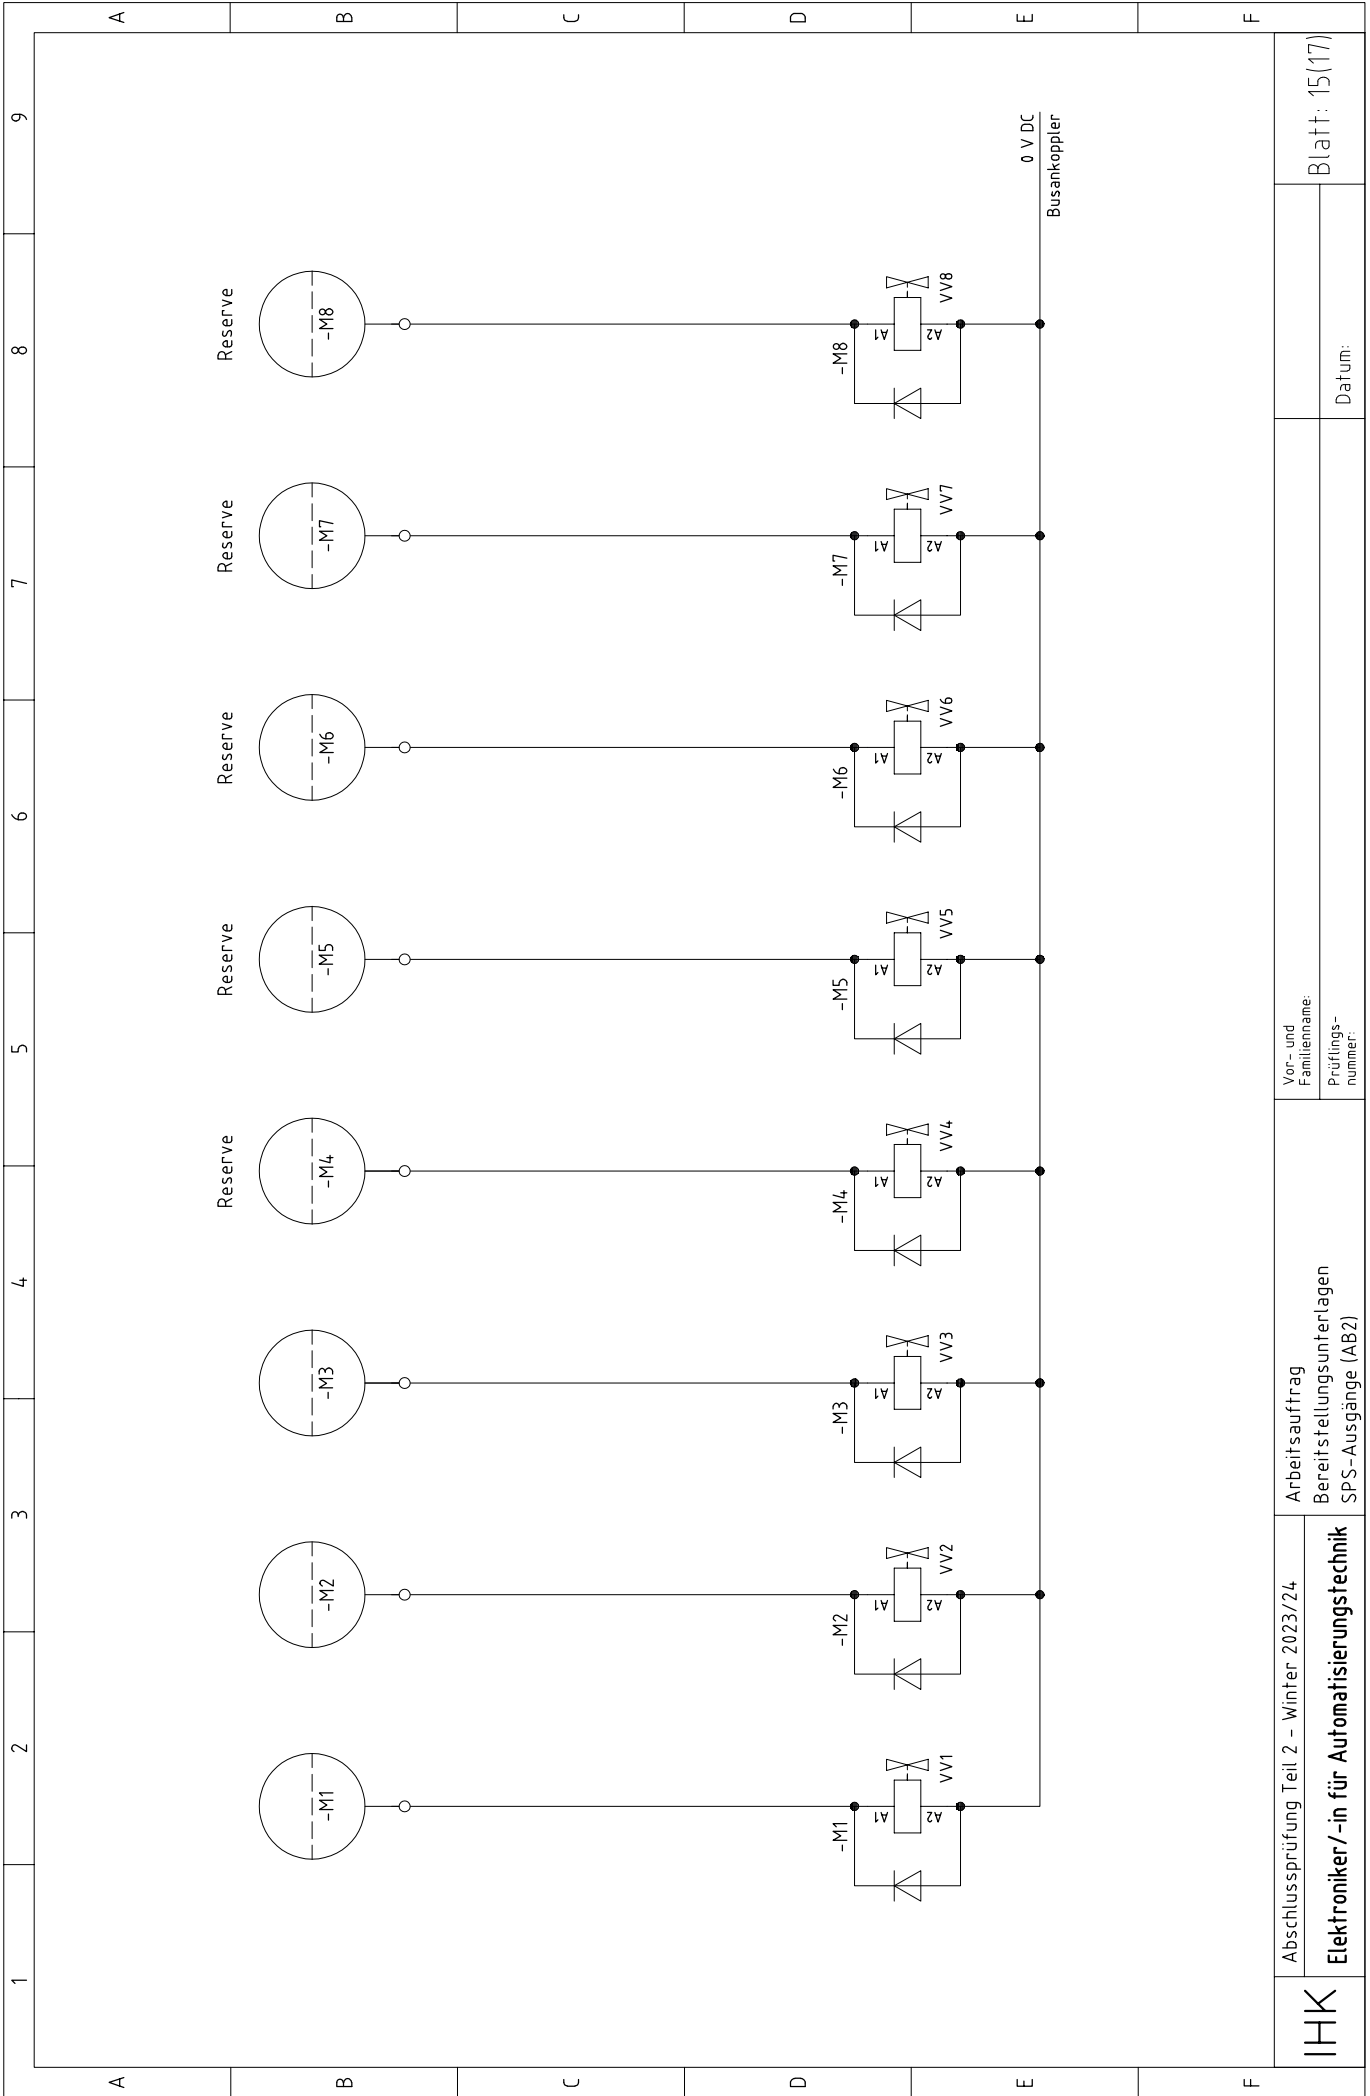 1 2 3 4 5 6 7 8 9
A A
B B
C C
D D
E E
F F
Reserve Reserve Reserve Reserve Reserve
-M1 -M2 -M3 -M4 -M5 -M6 -M7 -M8
-M1 -M2 -M3 -M4 -M5 -M6 -M7 -M8
A1 A1 A1 A1 A1 A1 A1 A1
A2 A2 A2 A2 A2 A2 A2 A2
VV1 VV2 VV3 VV4 VV5 VV6 VV7 VV8
0 V DC
Busankoppler
IHK
Abschlussprüfung Teil 2 - Winter 2023/24
Elektroniker/-in für Automatisierungstechnik
Arbeitsauftrag
Bereitstellungsunterlagen
SPS-Ausgänge (AB2)
Vor- und
Familienname:
Prüflings-
nummer:
Datum:
Blatt: 15(17)